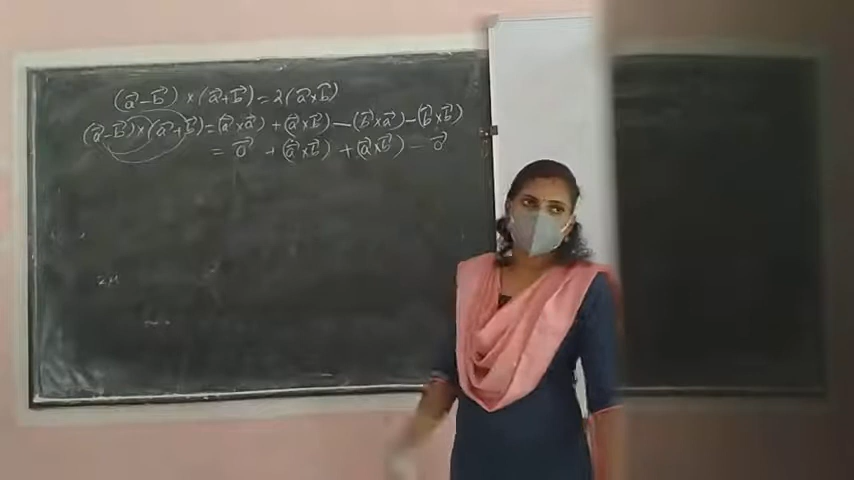 (a⃗−b⃗)×(a⃗+b⃗)=2(a⃗×b⃗)
(a⃗−b⃗)×(a⃗+b⃗)=(a⃗×a⃗)+(a⃗×b⃗)−(b⃗×a⃗)−(b⃗×b⃗)
= 0⃗ +(a⃗×b⃗) +(a⃗×b⃗) − 0⃗